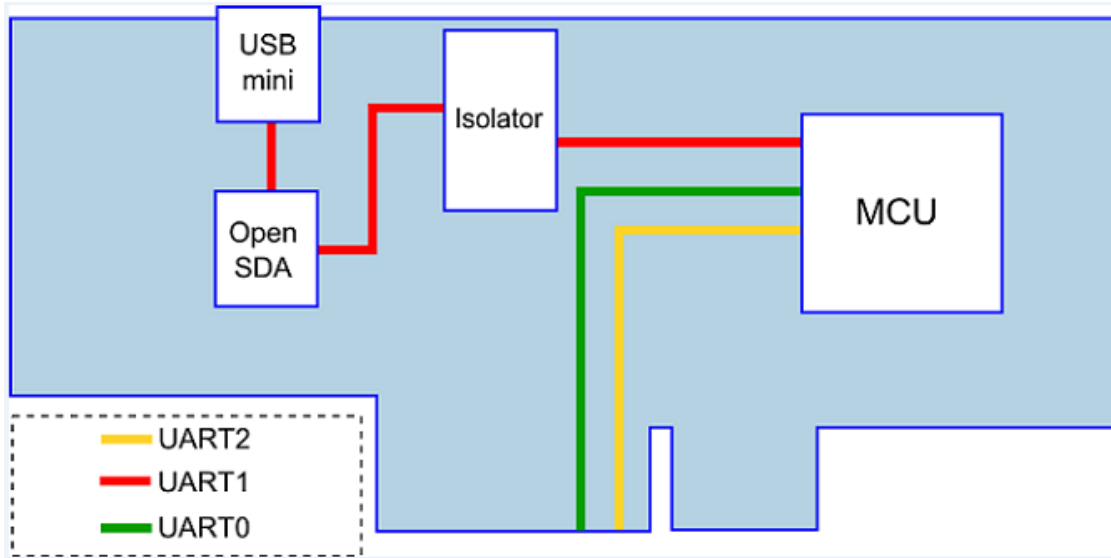 USB
mini
Isolator
Open
SDA
MCU
UART2
UART1
UART0